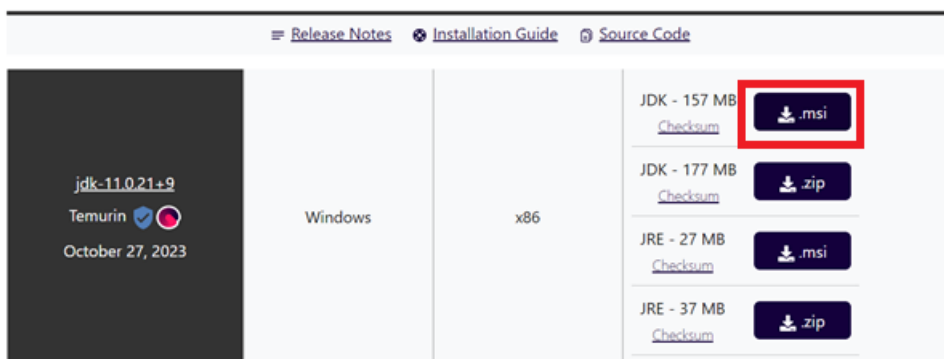 Release Notes Installation Guide Source Code
JDK - 157 MB .msi
Checksum
JDK - 177 MB .zip
Checksum
jdk-11.0.21+9
Temurin Windows x86
October 27, 2023
JRE - 27 MB .msi
Checksum
JRE - 37 MB .zip
Checksum